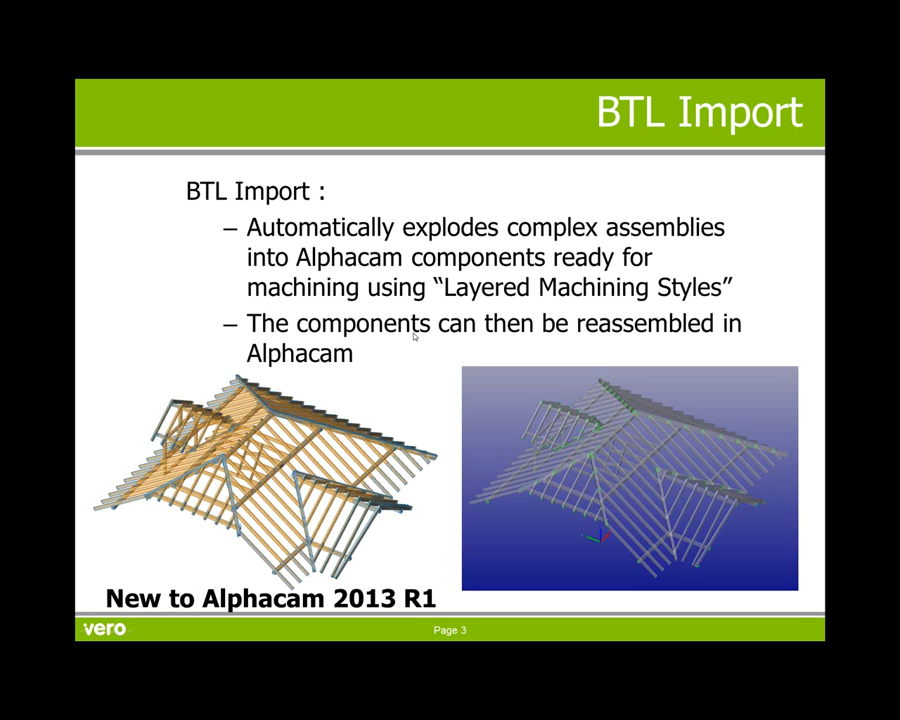 BTL Import
BTL Import :
– Automatically explodes complex assemblies
into Alphacam components ready for
machining using “Layered Machining Styles”
– The components can then be reassembled in
Alphacam
New to Alphacam 2013 R1
vero
Page 3